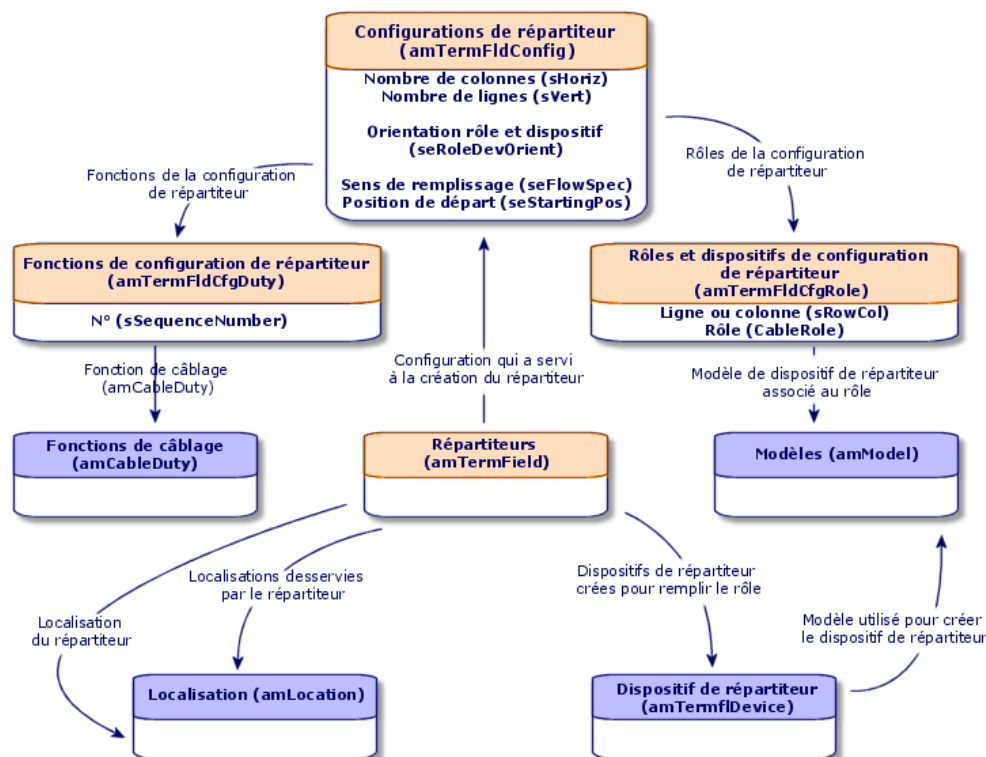 Configurations de répartiteur
(amTermFldConfig)
Nombre de colonnes (sHoriz)
Nombre de lignes (sVert)
Orientation rôle et dispositif
(seRoleDevOrient)
Sens de remplissage (seFlowSpec)
Position de départ (seStartingPos)
Fonctions de la configuration
de répartiteur
Rôles de la configuration
de répartiteur
Fonctions de configuration de répartiteur
(amTermFldCfgDuty)
N° (sSequenceNumber)
Rôles et dispositifs de configuration
de répartiteur
(amTermFldCfgRole)
Ligne ou colonne (sRowCol)
Rôle (CableRole)
Fonction de câblage
(amCableDuty)
Configuration qui a servi
à la création du répartiteur
Modèle de dispositif de répartiteur
associé au rôle
Fonctions de câblage
(amCableDuty)
Répartiteurs
(amTermField)
Modèles (amModel)
Localisation
du répartiteur
Localisations desservies
par le répartiteur
Dispositifs de répartiteur
crées pour remplir le rôle
Modèle utilisé pour créer
le dispositif de répartiteur
Localisation (amLocation)
Dispositif de répartiteur
(amTermflDevice)